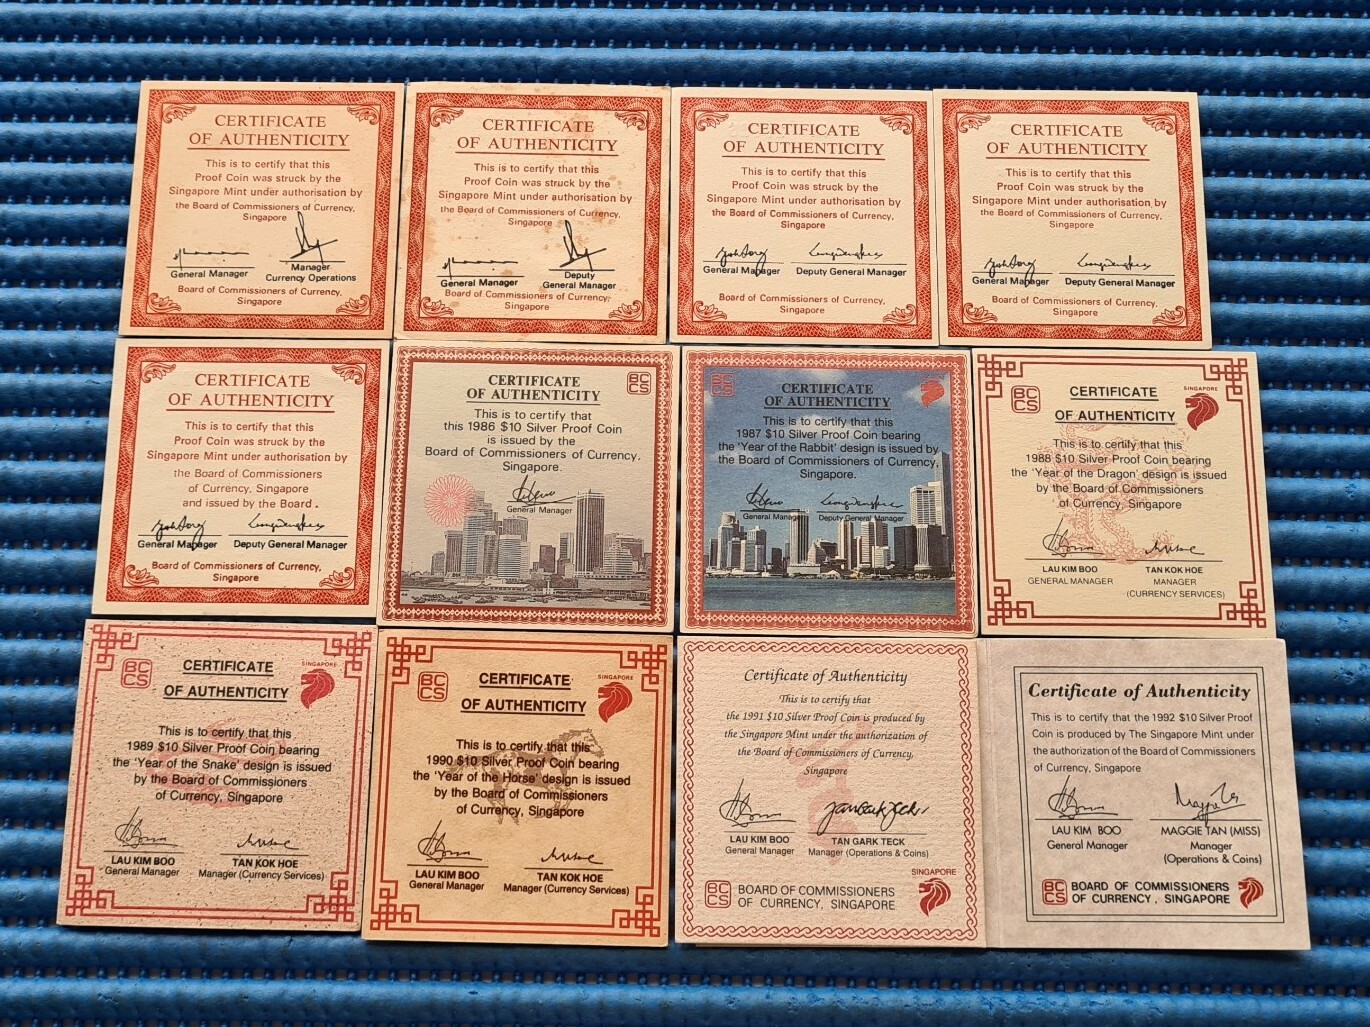 CERTIFICATE
OF AUTHENTICITY
This is to certify that this
Proof Coin was struck by the
Singapore Mint under authorisation by
the Board of Commissioners of Currency,
Singapore
General Manager
Manager
Currency Operations
Board of Commissioners of Currency,
Singapore
CERTIFICATE
OF AUTHENTICITY
This is to certify that this
Proof Coin was struck by the
Singapore Mint under authorisation by
the Board of Commissioners of Currency,
Singapore
General Manager
Deputy
General Manager
Board of Commissioners of Currency,
Singapore
CERTIFICATE
OF AUTHENTICITY
This is to certify that this
Proof Coin was struck by the
Singapore Mint under authorisation by
the Board of Commissioners of Currency,
Singapore
General Manager
Deputy General Manager
Board of Commissioners of Currency,
Singapore
CERTIFICATE
OF AUTHENTICITY
This is to certify that this
Proof Coin was struck by the
Singapore Mint under authorisation by
the Board of Commissioners of Currency,
Singapore
General Manager
Deputy General Manager
Board of Commissioners of Currency,
Singapore
CERTIFICATE
OF AUTHENTICITY
This is to certify that this
Proof Coin was struck by the
Singapore Mint under authorisation by
the Board of Commissioners
of Currency, Singapore
and issued by the Board.
General Manager
Deputy General Manager
Board of Commissioners of Currency,
Singapore
CERTIFICATE
OF AUTHENTICITY
BC
CS
This is to certify that
this 1986 $10 Silver Proof Coin
is issued by the
Board of Commissioners of Currency,
Singapore.
General Manager
BC
CS
CERTIFICATE
OF AUTHENTICITY
This is to certify that this
1987 $10 Silver Proof Coin bearing
the 'Year of the Rabbit' design is issued by
the Board of Commissioners of Currency,
Singapore.
General Manager
Deputy General Manager
BC
CS
CERTIFICATE
OF AUTHENTICITY
SINGAPORE
This is to certify that this
1988 $10 Silver Proof Coin bearing
the 'Year of the Dragon' design is issued
by the Board of Commissioners
of Currency, Singapore
LAU KIM BOO
GENERAL MANAGER
TAN KOK HOE
MANAGER
(CURRENCY SERVICES)
BC
CS
CERTIFICATE
OF AUTHENTICITY
SINGAPORE
This is to certify that this
1989 $10 Silver Proof Coin bearing
the 'Year of the Snake' design is issued
by the Board of Commissioners
of Currency, Singapore
LAU KIM BOO
General Manager
TAN KOK HOE
Manager (Currency Services)
BC
CS
CERTIFICATE
OF AUTHENTICITY
SINGAPORE
This is to certify that this
1990 $10 Silver Proof Coin bearing
the 'Year of the Horse' design is issued
by the Board of Commissioners
of Currency, Singapore
LAU KIM BOO
General Manager
TAN KOK HOE
Manager (Currency Services)
Certificate of Authenticity
This is to certify that
the 1991 $10 Silver Proof Coin is produced by
the Singapore Mint under the authorization of
the Board of Commissioners of Currency,
Singapore
LAU KIM BOO
General Manager
TAN GARK TECK
Manager (Operations & Coins)
BC
CS
BOARD OF COMMISSIONERS
OF CURRENCY, SINGAPORE
SINGAPORE
Certificate of Authenticity
This is to certify that the 1992 $10 Silver Proof
Coin is produced by The Singapore Mint under
the authorization of the Board of Commissioners
of Currency, Singapore
LAU KIM BOO
General Manager
MAGGIE TAN (MISS)
Manager
(Operations & Coins)
BC
CS
BOARD OF COMMISSIONERS
OF CURRENCY, SINGAPORE